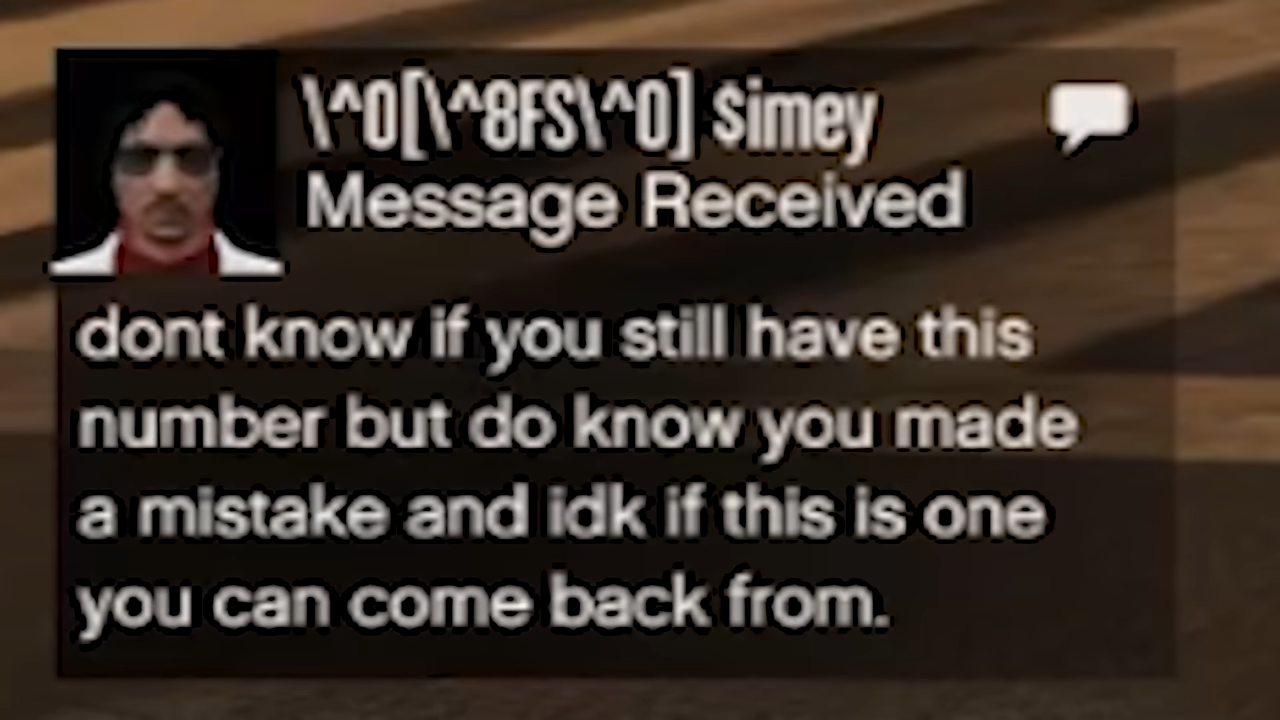 \^0[\^8FS\^0] $imey
Message Received
dont know if you still have this
number but do know you made
a mistake and idk if this is one
you can come back from.